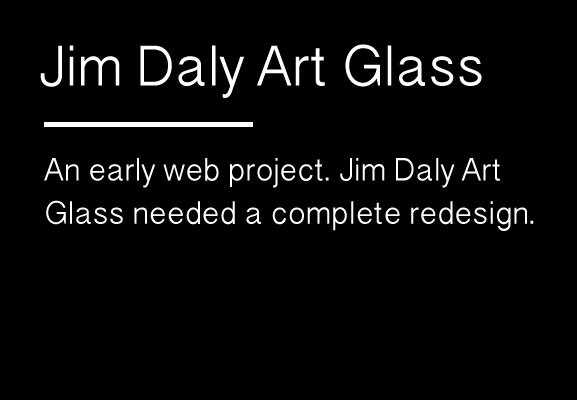 Jim Daly Art Glass
An early web project. Jim Daly Art
Glass needed a complete redesign.